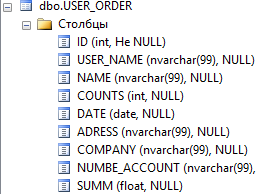 dbo.USER_ORDER
Столбцы
ID (int, Не NULL)
USER_NAME (nvarchar(99), NULL)
NAME (nvarchar(99), NULL)
COUNTS (int, NULL)
DATE (date, NULL)
ADRESS (nvarchar(99), NULL)
COMPANY (nvarchar(99), NULL)
NUMBE_ACCOUNT (nvarchar(99),
SUMM (float, NULL)